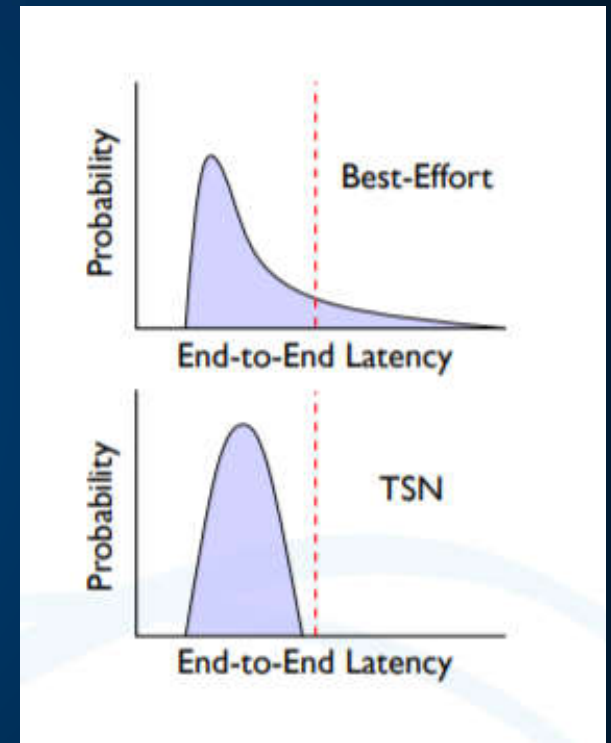 Probability
Best-Effort
End-to-End Latency
Probability
TSN
End-to-End Latency